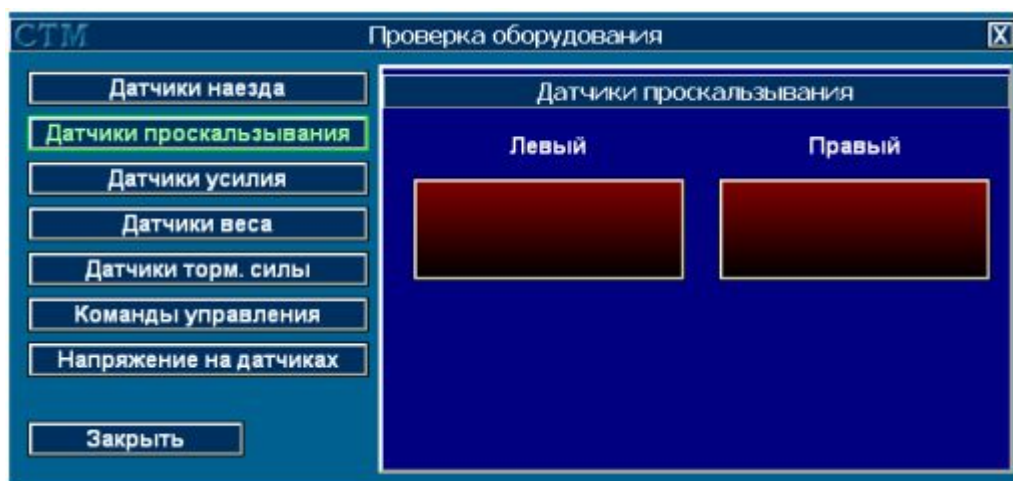 СТМ
Проверка оборудования
X
Датчики наезда
Датчики проскальзывания
Датчики усилия
Датчики веса
Датчики торм. силы
Команды управления
Напряжение на датчиках
Закрыть
Датчики проскальзывания
Левый
Правый